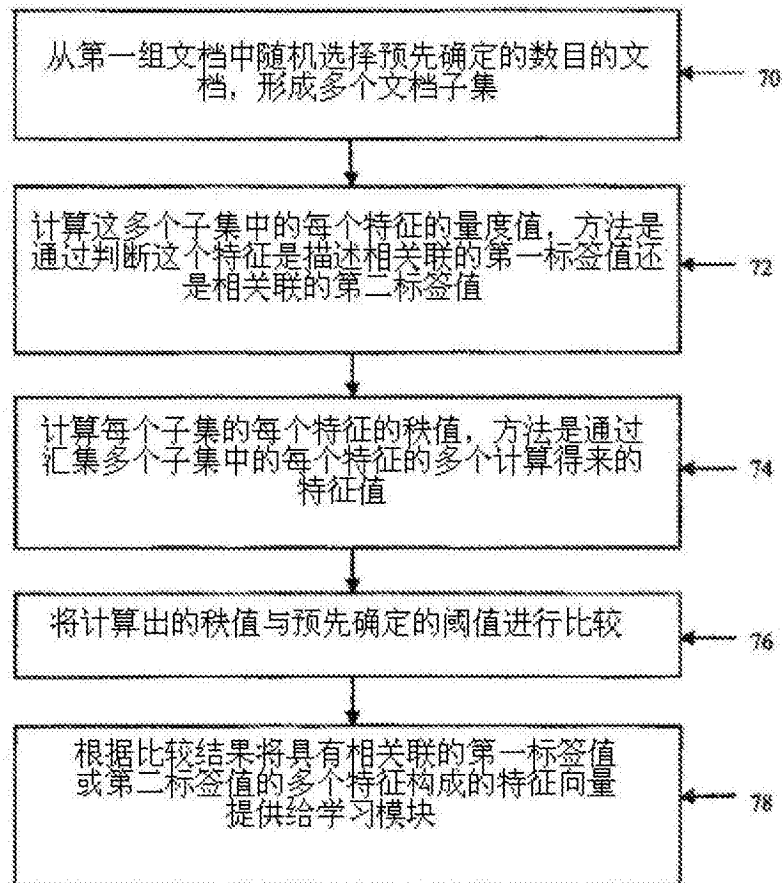 从第一组文档中随机选择预先确定的数目的文
档，形成多个文档子集
70
计算这多个子集中的每个特征的量度值，方法是
通过判断这个特征是描述相关联的第一标签值还
是相关联的第二标签值
72
计算每个子集的每个特征的秩值，方法是通过
汇集多个子集中的每个特征的多个计算得来的
特征值
74
将计算出的秩值与预先确定的阈值进行比较
76
根据比较结果将具有相关联的第一标签值
或第二标签值的多个特征构成的特征向量
提供给学习模块
78